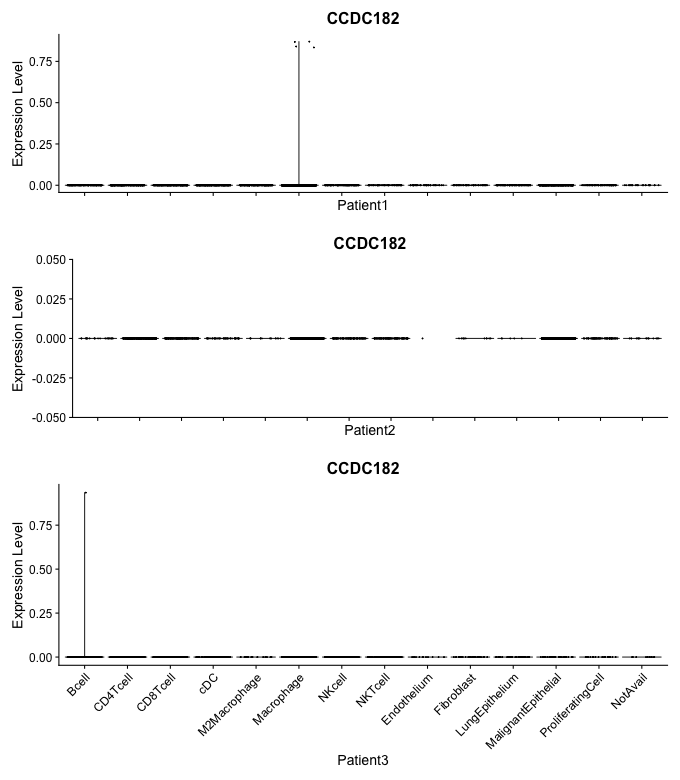 CCDC182
Expression Level
0.75
0.50
0.25
0.00
Patient1
CCDC182
Expression Level
0.050
0.025
0.000
-0.025
-0.050
Patient2
CCDC182
Expression Level
0.75
0.50
0.25
0.00
Bcell
CD4Tcell
CD8Tcell
cDC
M2Macrophage
Macrophage
NKcell
NKTcell
Endothelium
Fibroblast
LungEpithelium
MalignantEpithelial
ProliferatingCell
NotAvail
Patient3